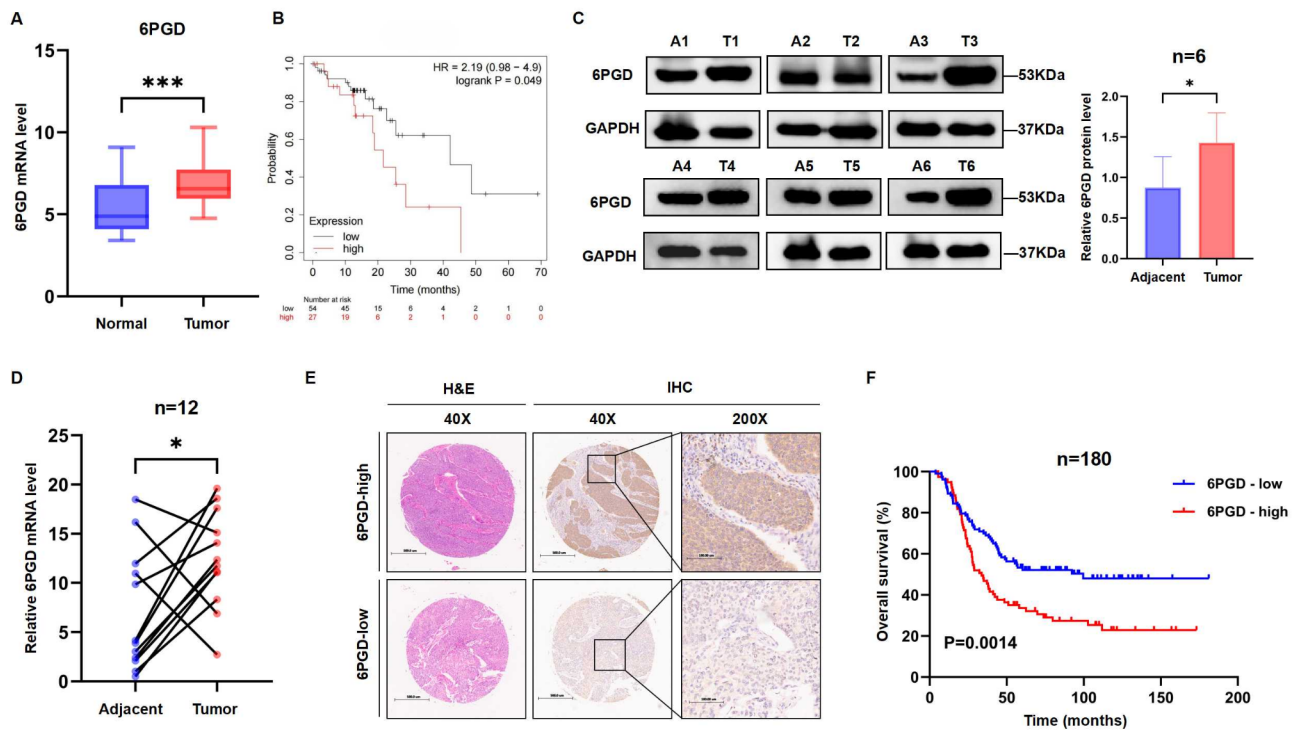 A
6PGD
6PGD mRNA level
15
10
5
0
***
Normal Tumor
B
HR = 2.19 (0.98 − 4.9)
logrank P = 0.049
Probability
1.0
0.8
0.6
0.4
0.2
0.0
Expression
low
high
0 10 20 30 40 50 60 70
Time (months)
Number at risk
low 54 45 15 6 4 2 1 0
high 27 19 6 2 1 0 0 0
C
A1 T1 A2 T2 A3 T3
6PGD 53KDa
GAPDH 37KDa
A4 T4 A5 T5 A6 T6
6PGD 53KDa
GAPDH 37KDa
n=6
*
Relative 6PGD protein level
2.0
1.5
1.0
0.5
0.0
Adjacent Tumor
D
n=12
*
Relative 6PGD mRNA level
25
20
15
10
5
0
Adjacent Tumor
E
H&E IHC
40X 40X 200X
6PGD-high
6PGD-low
F
n=180
6PGD - low
6PGD - high
Overall survival (%)
100
80
60
40
20
P=0.0014
0 50 100 150 200
Time (months)